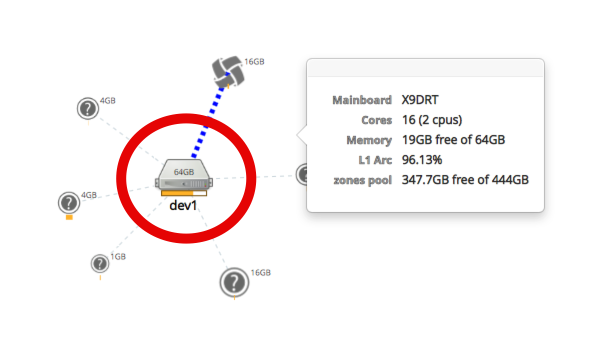 16GB
4GB
64GB
dev1
4GB
1GB
16GB
Mainboard X9DRT
Cores 16 (2 cpus)
Memory 19GB free of 64GB
L1 Arc 96.13%
zones pool 347.7GB free of 444GB
?
?
?
?
?